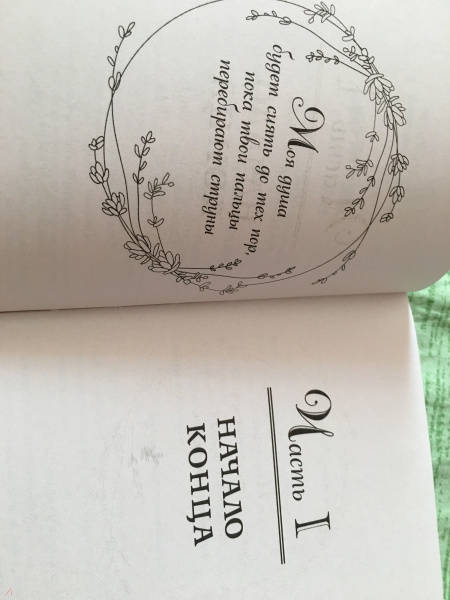 Моя душа
будет сиять до тех пор,
пока твои пальцы
перебирают струны
Часть I
НАЧАЛО
КОНЦА